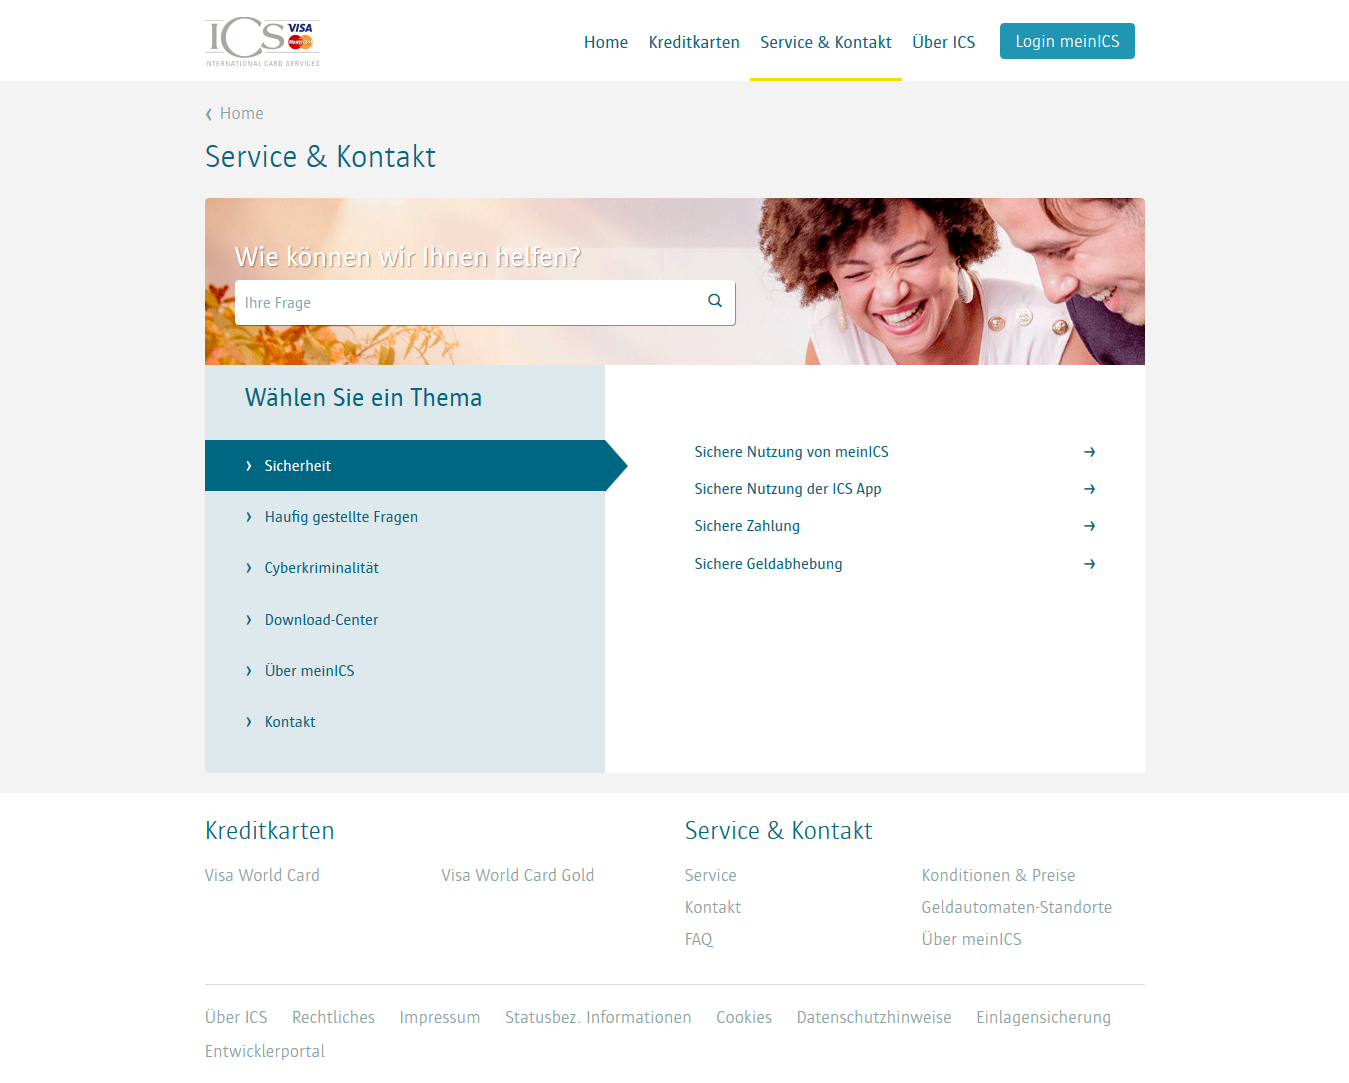 ICS VISA
MasterCard
INTERNATIONAL CARD SERVICES
Home Kreditkarten Service & Kontakt Über ICS Login meinICS
Home
Service & Kontakt
Wie können wir Ihnen helfen?
Ihre Frage
Wählen Sie ein Thema
Sicherheit
Haufig gestellte Fragen
Cyberkriminalität
Download-Center
Über meinICS
Kontakt
Sichere Nutzung von meinICS
Sichere Nutzung der ICS App
Sichere Zahlung
Sichere Geldabhebung
Kreditkarten
Visa World Card Visa World Card Gold
Service & Kontakt
Service Konditionen & Preise
Kontakt Geldautomaten-Standorte
FAQ Über meinICS
Über ICS Rechtliches Impressum Statusbez. Informationen Cookies Datenschutzhinweise Einlagensicherung
Entwicklerportal